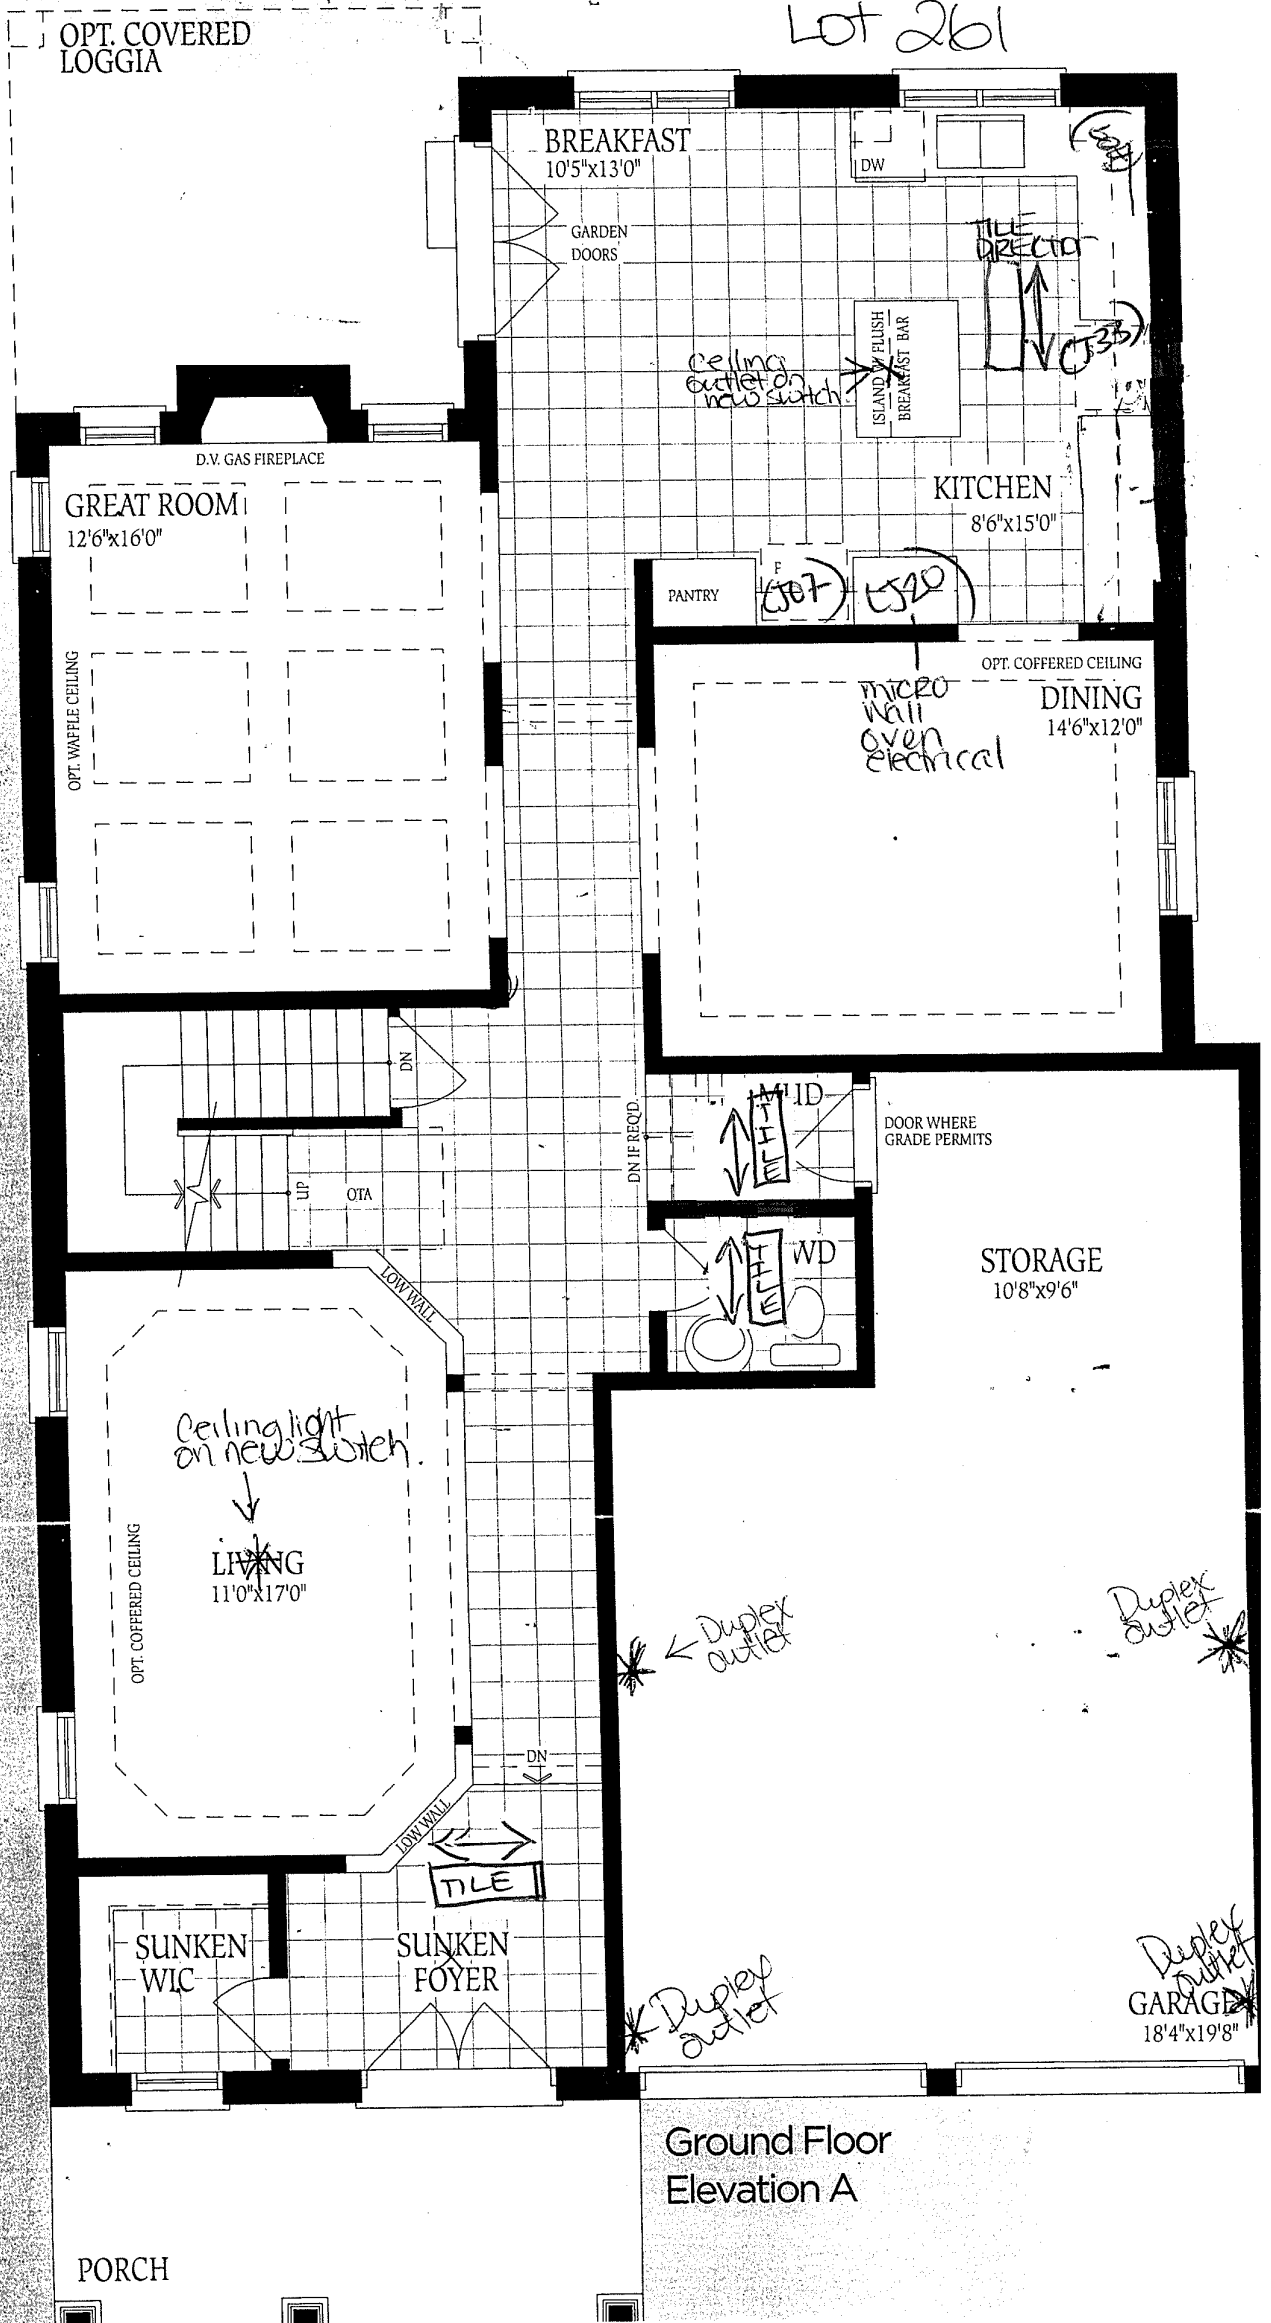 LOT 261
OPT. COVERED
LOGGIA
BREAKFAST
10'5"x13'0"
DW
GARDEN
DOORS
TILE
DIRECTION
ISLAND W/ FLUSH
BREAKFAST BAR
ceiling
outlet on
new switch.
(J33)
D.V. GAS FIREPLACE
GREAT ROOM
12'6"x16'0"
KITCHEN
8'6"x15'0"
PANTRY
F
(J07)
(J20)
OPT. WAFFLE CEILING
OPT. COFFERED CEILING
DINING
14'6"x12'0"
micro
wall
oven
electrical
DN
DN IF REQ'D.
TILE
DOOR WHERE
GRADE PERMITS
UP
OTA
TILE
WD
STORAGE
10'8"x9'6"
LOW WALL
Ceiling light
on new switch.
LIVING
11'0"x17'0"
OPT. COFFERED CEILING
Duplex
outlet
Duplex
outlet
DN
LOW WALL
TILE
SUNKEN
WIC
SUNKEN
FOYER
Duplex
outlet
Duplex
outlet
GARAGE
18'4"x19'8"
Ground Floor
Elevation A
PORCH